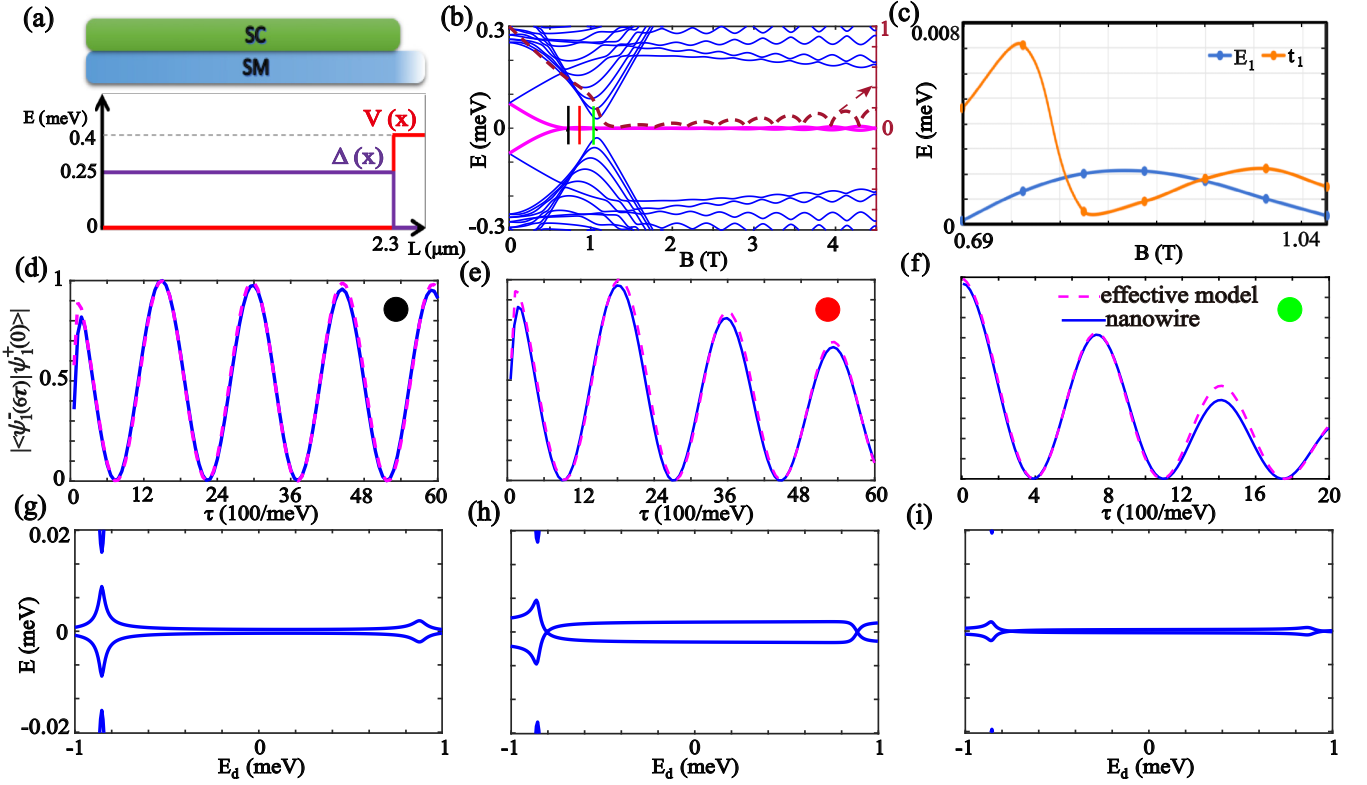 (a)
SC
SM
E (meV)
0.4
V (x)
Δ (x)
0.25
0
2.3
L (μm)
(b)
0.3
0
-0.3
E (meV)
0 1 2 3 4
B (T)
1
0
(c)
0.008
E (meV)
0
E1 t1
0.69 1.04
B (T)
(d)
1
0.5
0
|<ψ1-(6τ)|ψ1+(0)>|
0 12 24 36 48 60
τ (100/meV)
(e)
0 12 24 36 48 60
τ (100/meV)
(f)
effective model
nanowire
0 4 8 12 16 20
τ (100/meV)
(g)
0.02
0
-0.02
E (meV)
-1 0 1
Ed (meV)
(h)
-1 0 1
Ed (meV)
(i)
-1 0 1
Ed (meV)